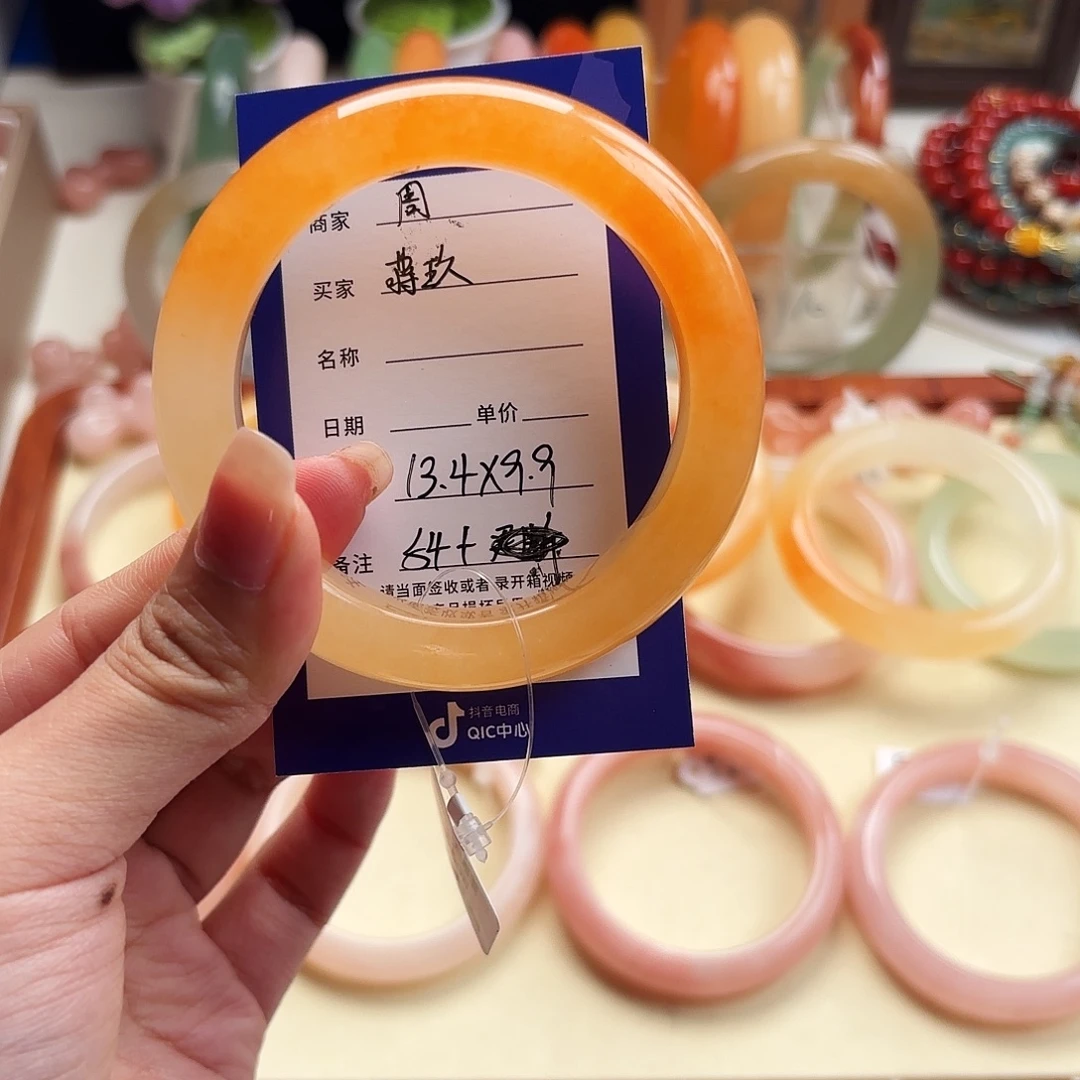 商家 周
买家 蒋玖
名称
日期 单价
13.4X9.9
备注 64+
请当面签收或者录开箱视频
抖音电商
QIC中心